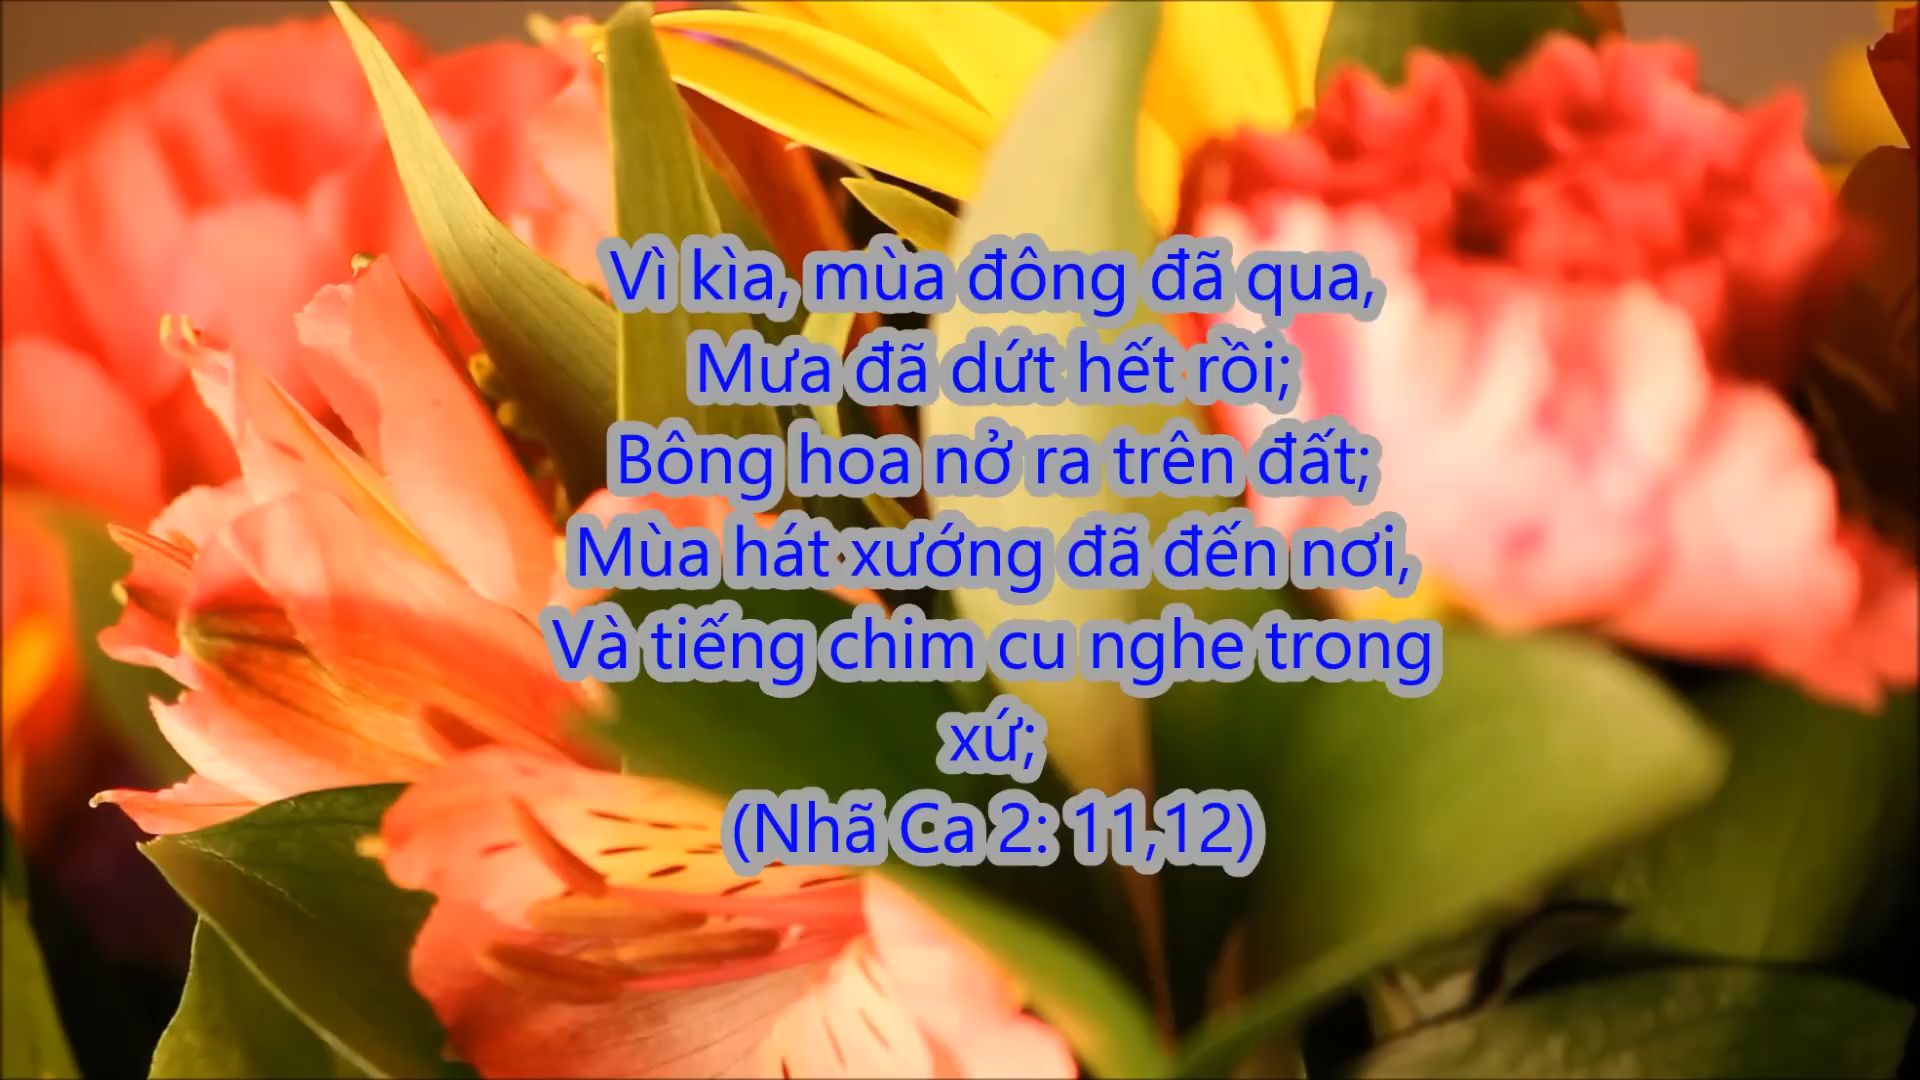 Vì kìa, mùa đông đã qua,
Mưa đã dứt hết rồi;
Bông hoa nở ra trên đất;
Mùa hát xướng đã đến nơi,
Và tiếng chim cu nghe trong
xứ;
(Nhã Ca 2: 11,12)